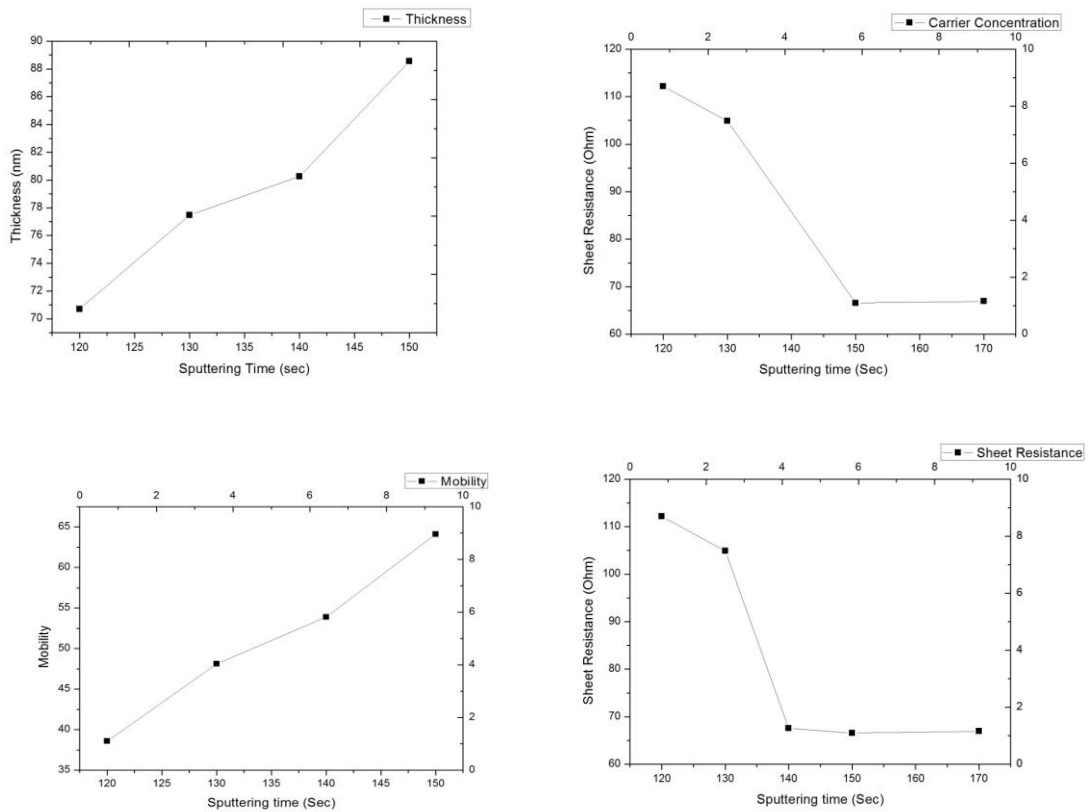 Thickness
90
88
86
84
82
80
78
76
74
72
71
70
Thickness (nm)
120 125 130 135 140 145 150
Sputtering Time (sec)
Carrier Concentration
0 2 4 6 8 10
120
110
100
90
80
70
60
10
8
6
4
2
0
Sheet Resistance (Ohm)
120 130 140 150 160 170
Sputtering time (Sec)
Mobility
0 2 4 6 8 10
65
60
55
50
45
40
35
10
8
6
4
2
0
Mobility
120 125 130 135 140 145 150
Sputtering time (Sec)
Sheet Resistance
0 2 4 6 8 10
120
110
100
90
80
70
60
10
8
6
4
2
0
Sheet Resistance (Ohm)
120 130 140 150 160 170
Sputtering time (Sec)